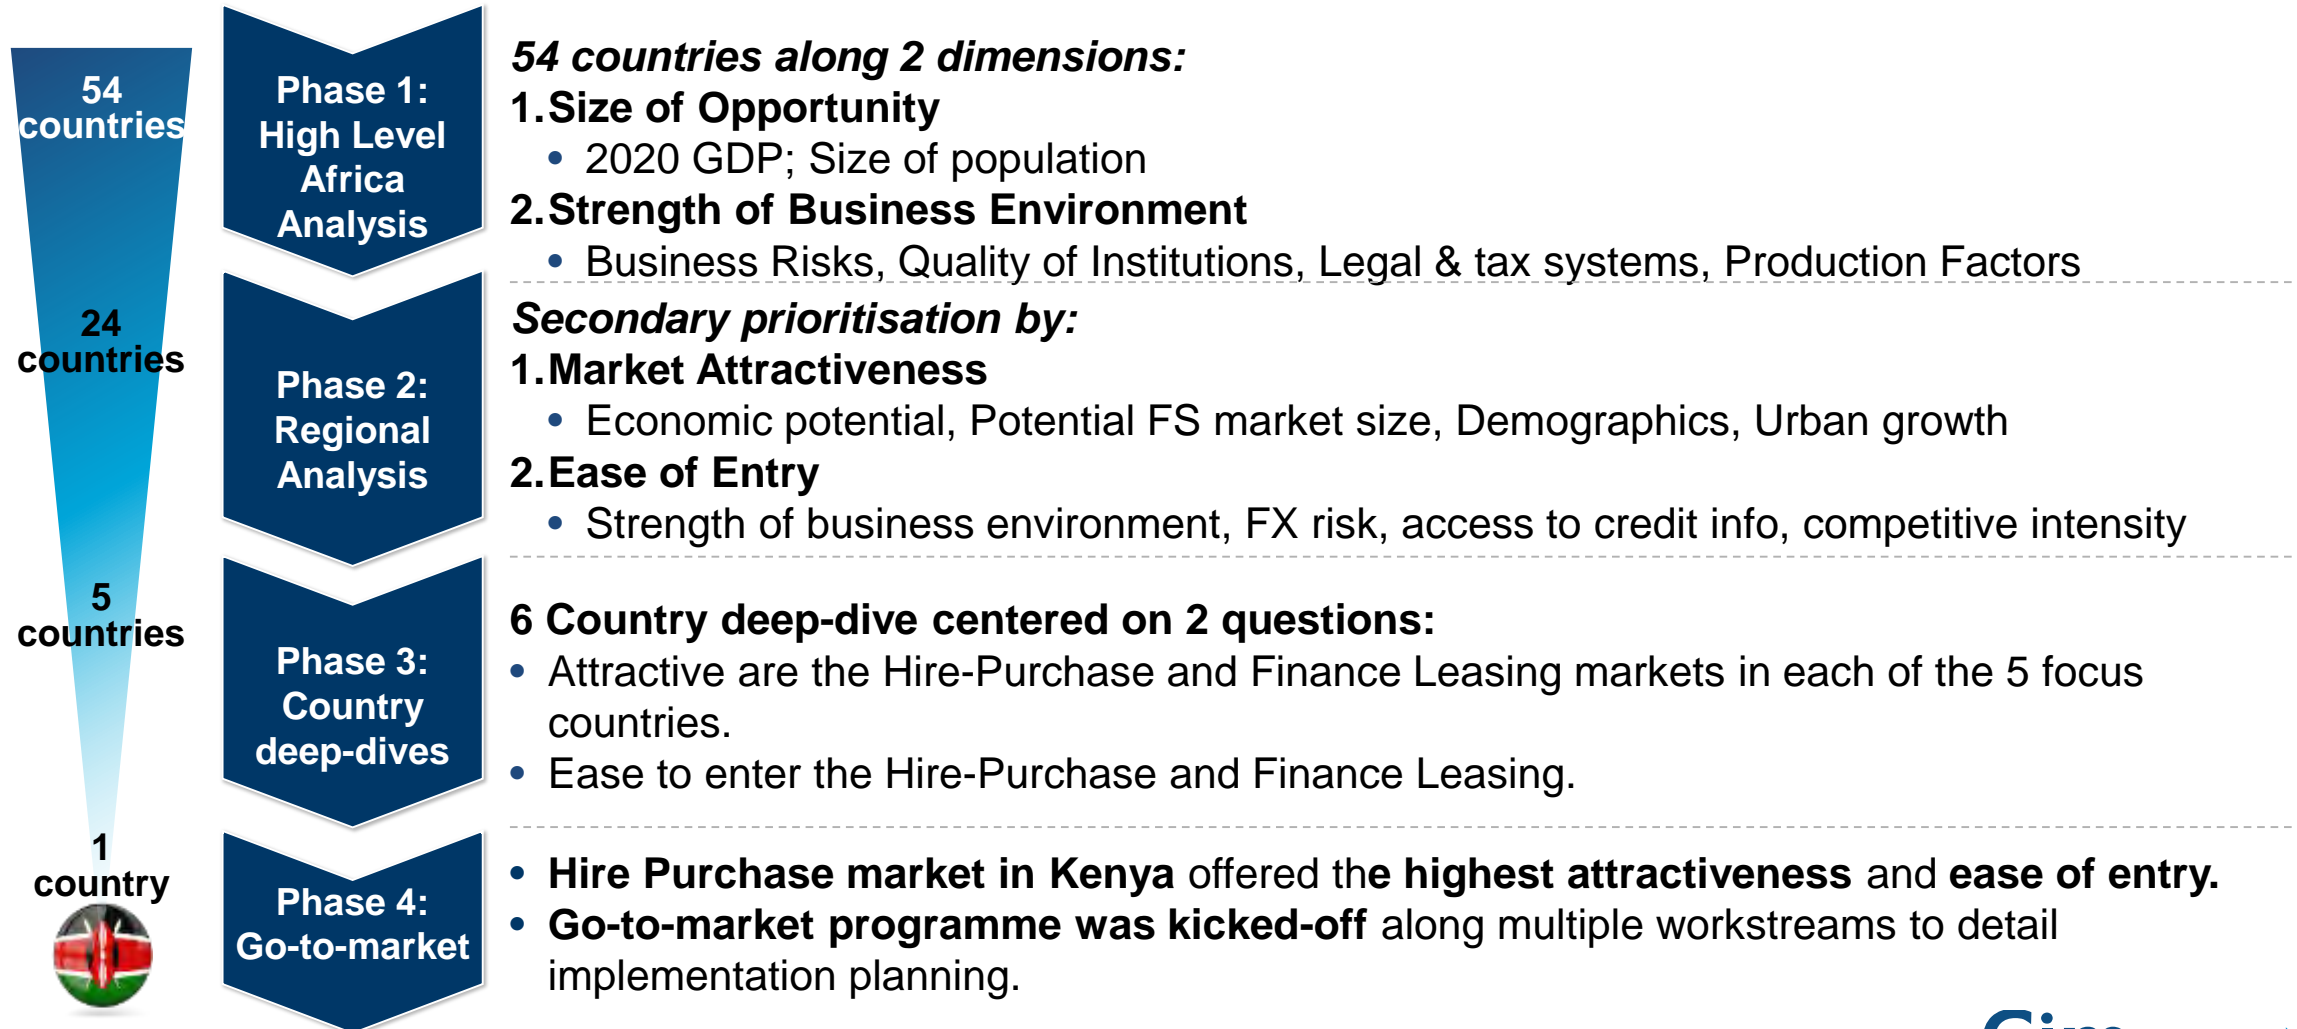 54
countries
24
countries
5
countries
1
country
Phase 1:
High Level
Africa
Analysis
54 countries along 2 dimensions:
1.Size of Opportunity
• 2020 GDP; Size of population
2.Strength of Business Environment
• Business Risks, Quality of Institutions, Legal & tax systems, Production Factors
Phase 2:
Regional
Analysis
Secondary prioritisation by:
1.Market Attractiveness
• Economic potential, Potential FS market size, Demographics, Urban growth
2.Ease of Entry
• Strength of business environment, FX risk, access to credit info, competitive intensity
Phase 3:
Country
deep-dives
6 Country deep-dive centered on 2 questions:
• Attractive are the Hire-Purchase and Finance Leasing markets in each of the 5 focus
countries.
• Ease to enter the Hire-Purchase and Finance Leasing.
Phase 4:
Go-to-market
• Hire Purchase market in Kenya offered the highest attractiveness and ease of entry.
• Go-to-market programme was kicked-off along multiple workstreams to detail
implementation planning.